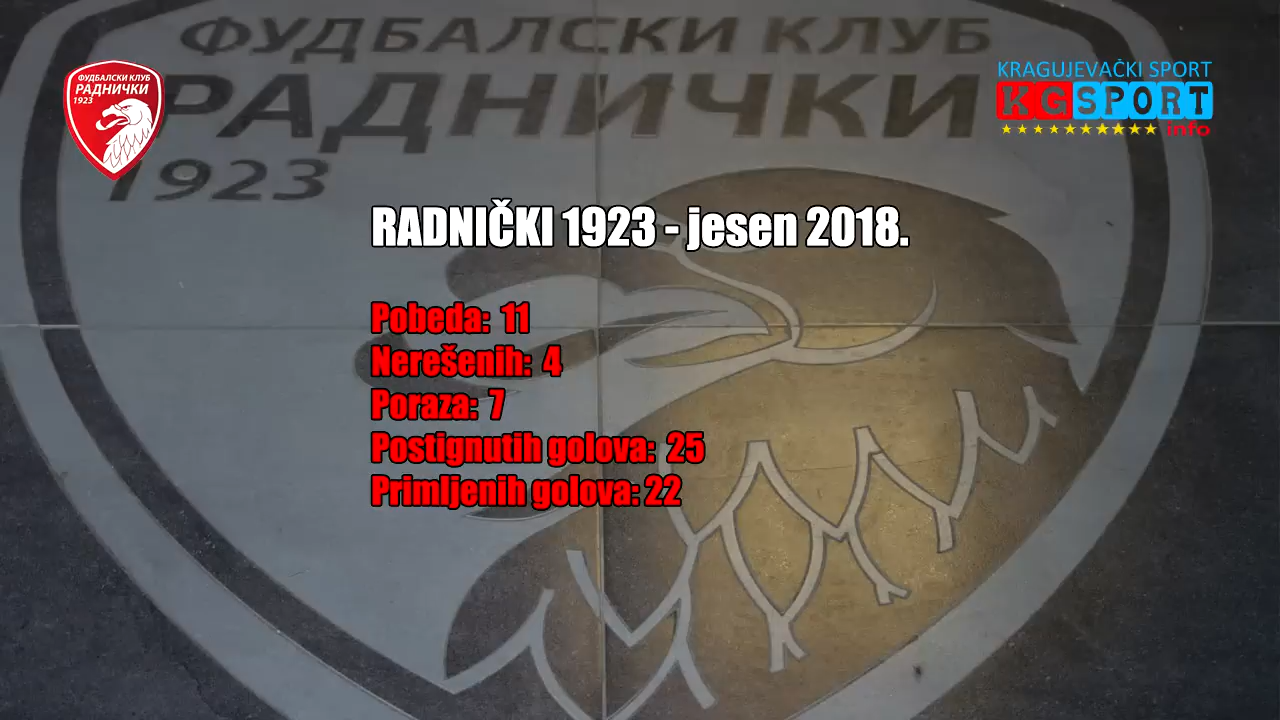 ФУДБАЛСКИ КЛУБ
РАДНИЧКИ
1923
ФУДБАЛСКИ КЛУБ
РАДНИЧКИ
1923
KRAGUJEVAČKI SPORT
KGSPORT
info
RADNIČKI 1923 - jesen 2018.
Pobeda: 11
Nerešenih: 4
Poraza: 7
Postignutih golova: 25
Primljenih golova: 22